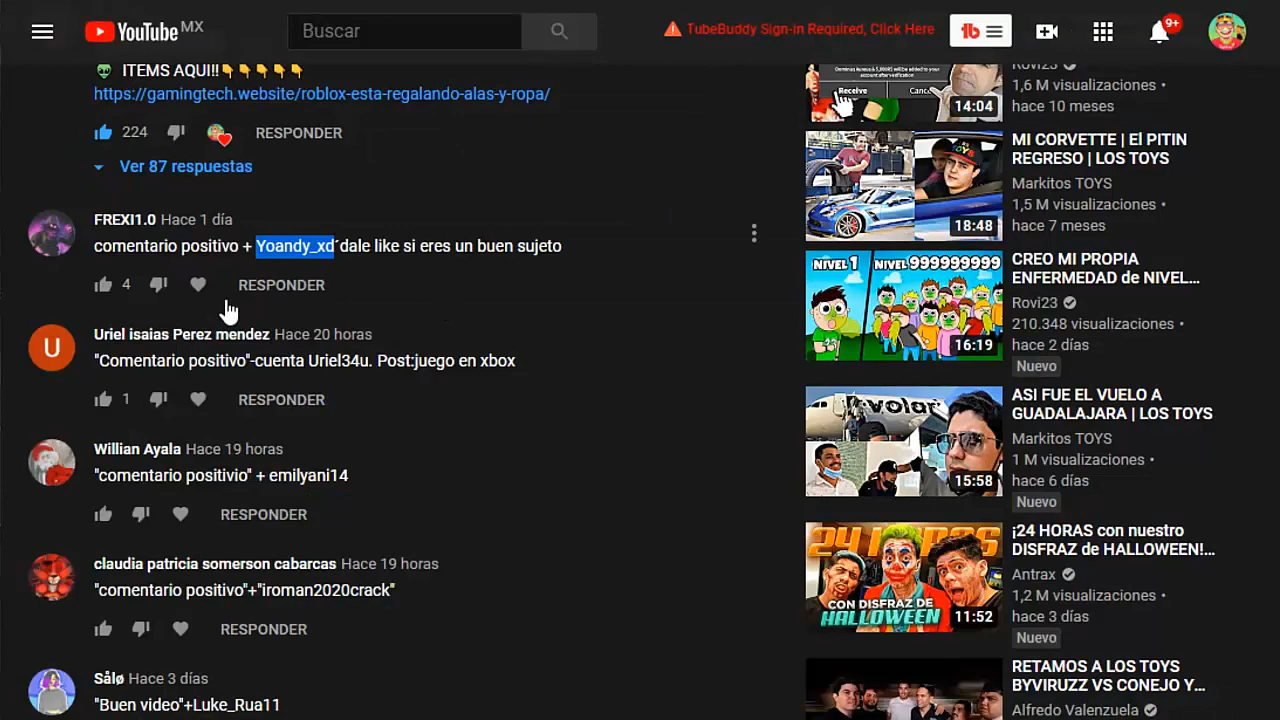 YouTube MX
Buscar
TubeBuddy Sign-in Required, Click Here
tb
9+
ITEMS AQUI!!👇👇👇👇👇
https://gamingtech.website/roblox-esta-regalando-alas-y-ropa/
224 RESPONDER
Ver 87 respuestas
FREXI1.0 Hace 1 día
comentario positivo + Yoandy_xd´dale like si eres un buen sujeto
4 RESPONDER
Uriel isaias Perez mendez Hace 20 horas
"Comentario positivo"-cuenta Uriel34u. Post:juego en xbox
1 RESPONDER
Willian Ayala Hace 19 horas
"comentario positivio" + emilyani14
RESPONDER
claudia patricia somerson cabarcas Hace 19 horas
"comentario positivo"+"iroman2020crack"
RESPONDER
Sålø Hace 3 días
"Buen video"+Luke_Rua11
U
Receive
14:04
Rovi23
1,6 M visualizaciones •
hace 10 meses
TOYS
18:48
MI CORVETTE | El PITIN
REGRESO | LOS TOYS
Markitos TOYS
1,5 M visualizaciones •
hace 7 meses
NIVEL 1
NIVEL 999999999
16:19
CREO MI PROPIA
ENFERMEDAD de NIVEL...
Rovi23
210.348 visualizaciones •
hace 2 días
Nuevo
volar
15:58
ASI FUE EL VUELO A
GUADALAJARA | LOS TOYS
Markitos TOYS
1 M visualizaciones •
hace 6 días
Nuevo
24 HORAS
CON DISFRAZ DE
HALLOWEEN!
11:52
¡24 HORAS con nuestro
DISFRAZ de HALLOWEEN!...
Antrax
1,2 M visualizaciones •
hace 3 días
Nuevo
RETAMOS A LOS TOYS
BYVIRUZZ VS CONEJO Y...
Alfredo Valenzuela